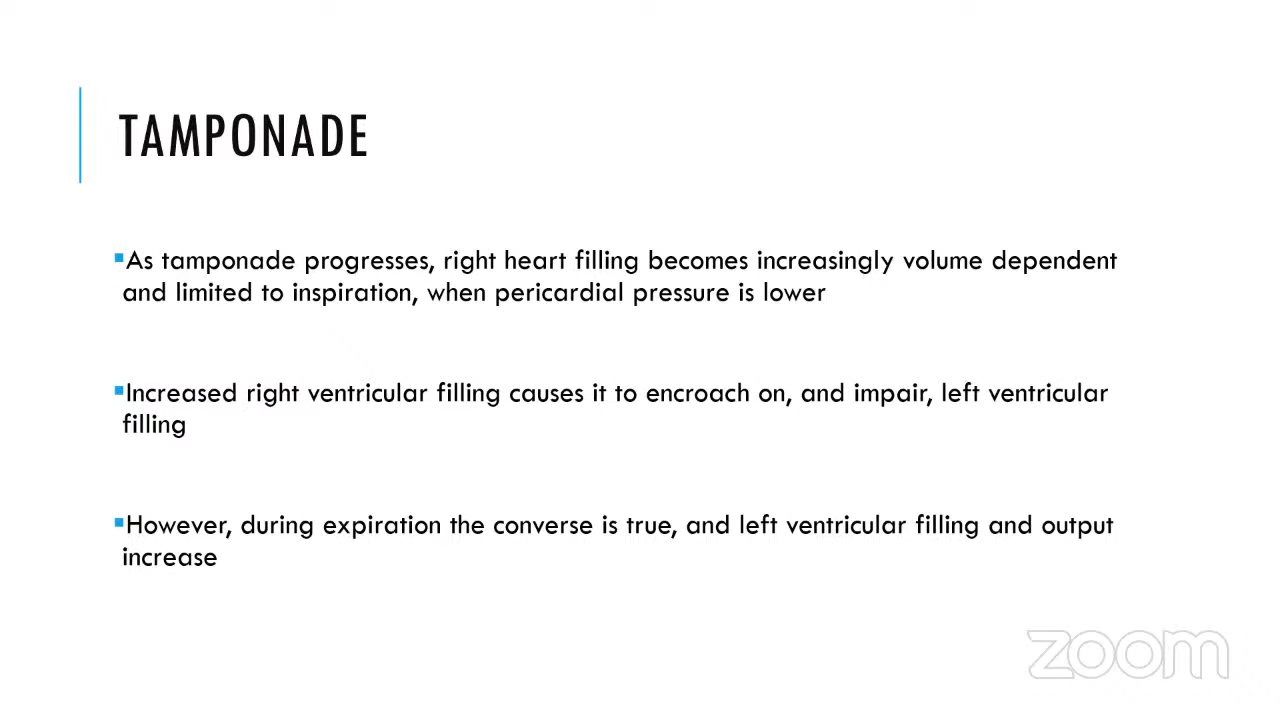 TAMPONADE
▪As tamponade progresses, right heart filling becomes increasingly volume dependent
and limited to inspiration, when pericardial pressure is lower
▪Increased right ventricular filling causes it to encroach on, and impair, left ventricular
filling
▪However, during expiration the converse is true, and left ventricular filling and output
increase
zoom